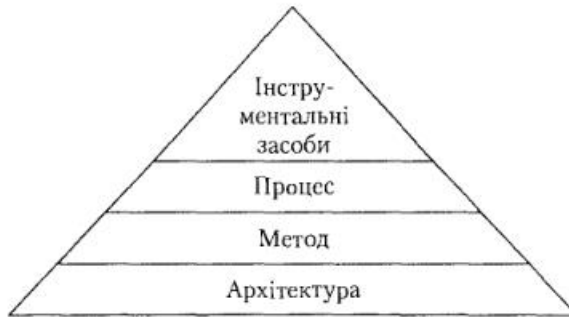 Інстру-
ментальні
засоби
Процес
Метод
Архітектура